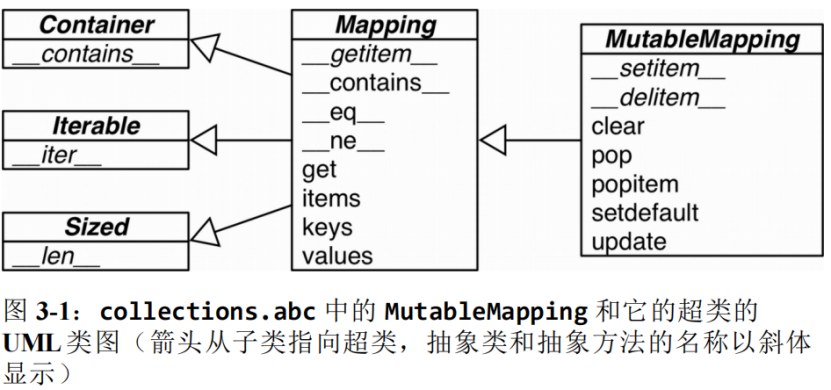 Container
__contains__
Iterable
__iter__
Sized
__len__
Mapping
__getitem__
__contains__
__eq__
__ne__
get
items
keys
values
MutableMapping
__setitem__
__delitem__
clear
pop
popitem
setdefault
update
图 3-1：collections.abc 中的 MutableMapping 和它的超类的
UML 类图（箭头从子类指向超类，抽象类和抽象方法的名称以斜体
显示）